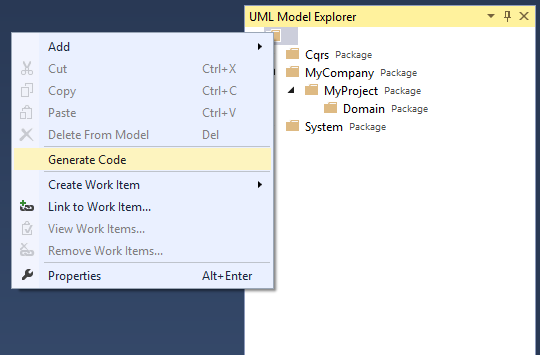 UML Model Explorer
Add
Cut Ctrl+X
Copy Ctrl+C
Paste Ctrl+V
Delete From Model Del
Generate Code
Create Work Item
Link to Work Item...
View Work Items...
Remove Work Items...
Properties Alt+Enter
Cqrs Package
MyCompany Package
MyProject Package
Domain Package
System Package